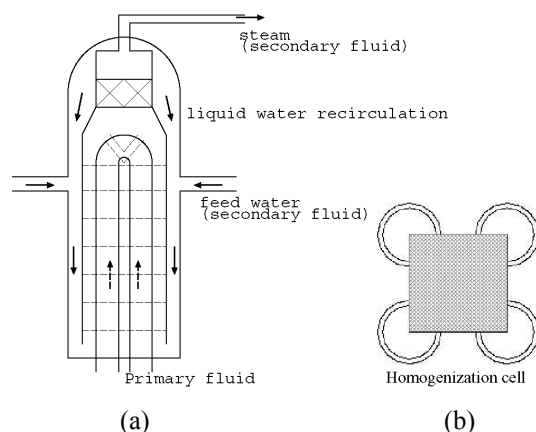 steam
(secondary fluid)
liquid water recirculation
feed water
(secondary fluid)
Primary fluid
Homogenization cell
(a)
(b)